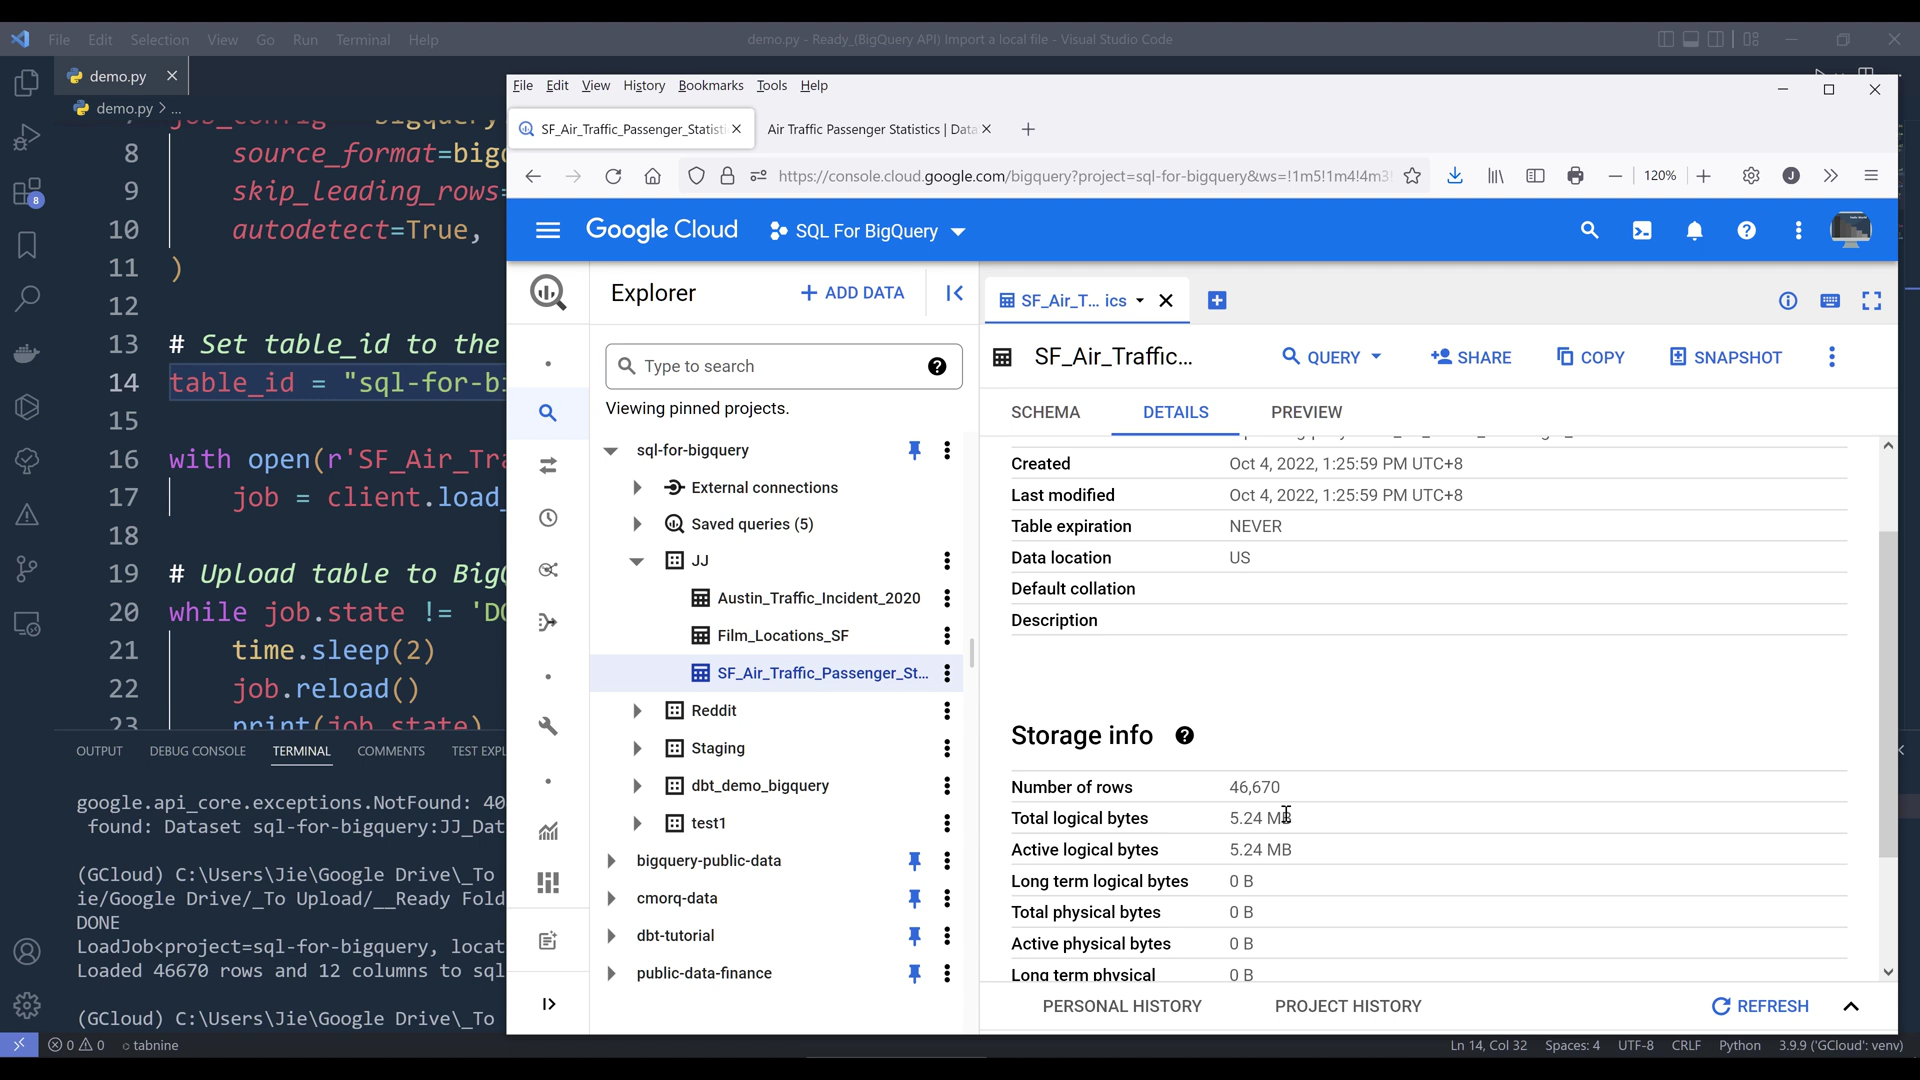 File Edit Selection View Go Run Terminal Help
demo.py - Ready_(BigQuery API) Import a local file - Visual Studio Code
demo.py
demo.py > ...
8 source_format=bigq
9 skip_leading_rows=
10 autodetect=True,
11 )
12
13 # Set table_id to the
14 table_id = "sql-for-bi
15
16 with open(r'SF_Air_Tra
17 job = client.load_
18
19 # Upload table to BigQ
20 while job.state != 'DO
21 time.sleep(2)
22 job.reload()
23 print(job.state)
OUTPUT DEBUG CONSOLE TERMINAL COMMENTS TEST EXPL
google.api_core.exceptions.NotFound: 40
found: Dataset sql-for-bigquery:JJ_Dat
(GCloud) C:\Users\Jie\Google Drive\_To
ie/Google Drive/_To Upload/__Ready Fold
DONE
LoadJob<project=sql-for-bigquery, locat
Loaded 46670 rows and 12 columns to sql
(GCloud) C:\Users\Jie\Google Drive\_To
8
0 0 tabnine
Ln 14, Col 32 Spaces: 4 UTF-8 CRLF Python 3.9.9 ('GCloud': venv)
File Edit View History Bookmarks Tools Help
SF_Air_Traffic_Passenger_Statisti
Air Traffic Passenger Statistics | Data
https://console.cloud.google.com/bigquery?project=sql-for-bigquery&ws=!1m5!1m4!4m3!
120%
J
Google Cloud SQL For BigQuery
Explorer + ADD DATA
Type to search
Viewing pinned projects.
sql-for-bigquery
External connections
Saved queries (5)
JJ
Austin_Traffic_Incident_2020
Film_Locations_SF
SF_Air_Traffic_Passenger_St...
Reddit
Staging
dbt_demo_bigquery
test1
bigquery-public-data
cmorq-data
dbt-tutorial
public-data-finance
SF_Air_T... ics
SF_Air_Traffic... QUERY SHARE COPY SNAPSHOT
SCHEMA DETAILS PREVIEW
Created Oct 4, 2022, 1:25:59 PM UTC+8
Last modified Oct 4, 2022, 1:25:59 PM UTC+8
Table expiration NEVER
Data location US
Default collation
Description
Storage info
Number of rows 46,670
Total logical bytes 5.24 MB
Active logical bytes 5.24 MB
Long term logical bytes 0 B
Total physical bytes 0 B
Active physical bytes 0 B
Long term physical 0 B
PERSONAL HISTORY PROJECT HISTORY REFRESH